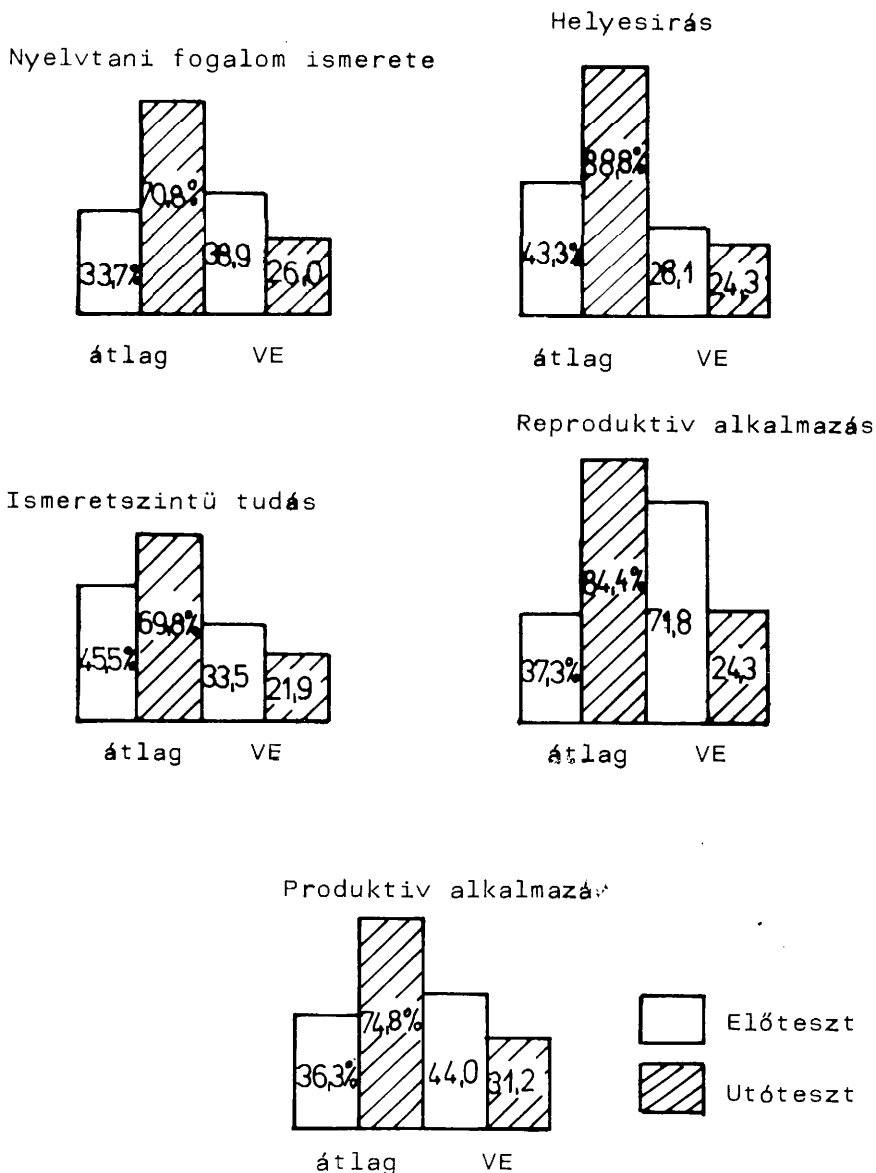 Nyelvtani fogalom ismerete
33,7% 70,8% 38,9 26,0
átlag VE
Helyesirás
43,3% 88,8% 28,1 24,3
átlag VE
Ismeretszintü tudás
45,5% 69,8% 33,5 21,9
átlag VE
Reproduktiv alkalmazás
37,3% 84,4% 71,8 24,3
átlag VE
Produktiv alkalmazás
36,3% 74,8% 44,0 31,2
átlag VE
Előteszt
Utóteszt